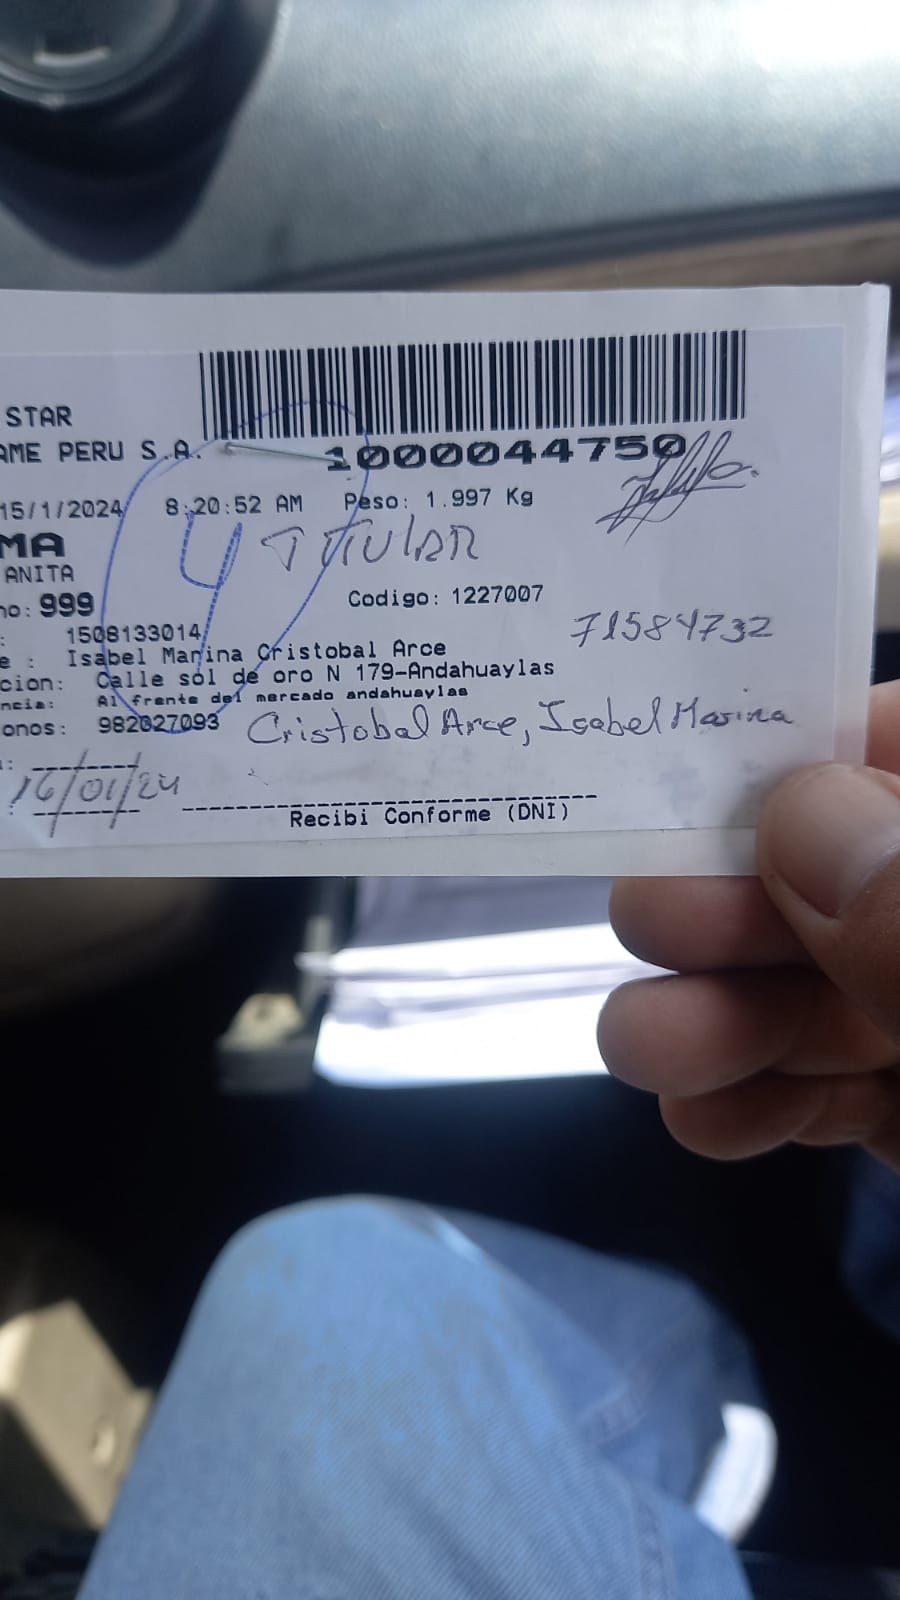 STAR
AME PERU S.A.
1000044750
15/1/2024 8:20:52 AM Peso: 1.997 Kg
MA
4 TITULAR
ANITA
no: 999 Codigo: 1227007
: 1508133014 71584732
e : Isabel Marina Cristobal Arce
cion: Calle sol de oro N 179-Andahuaylas
ncia: Al frente del mercado andahuaylas
onos: 982027093 Cristobal Arce, Isabel Marina
16/01/24
Recibi Conforme (DNI)